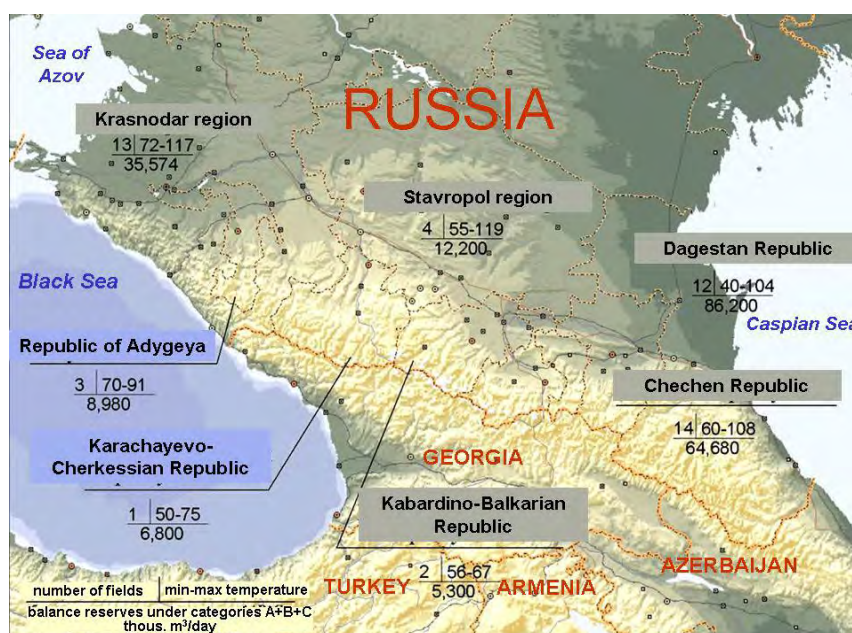 Sea of
Azov
RUSSIA
Krasnodar region
13 72-117
35,574
Stavropol region
4 55-119
12,200
Dagestan Republic
12 40-104
86,200
Black Sea
Caspian Sea
Republic of Adygeya
3 70-91
8,980
Chechen Republic
14 60-108
64,680
Karachayevo-
Cherkessian Republic
1 50-75
6,800
GEORGIA
Kabardino-Balkarian
Republic
2 56-67
5,300
TURKEY
ARMENIA
AZERBAIJAN
number of fields min-max temperature
balance reserves under categories A+B+C
thous. m³/day